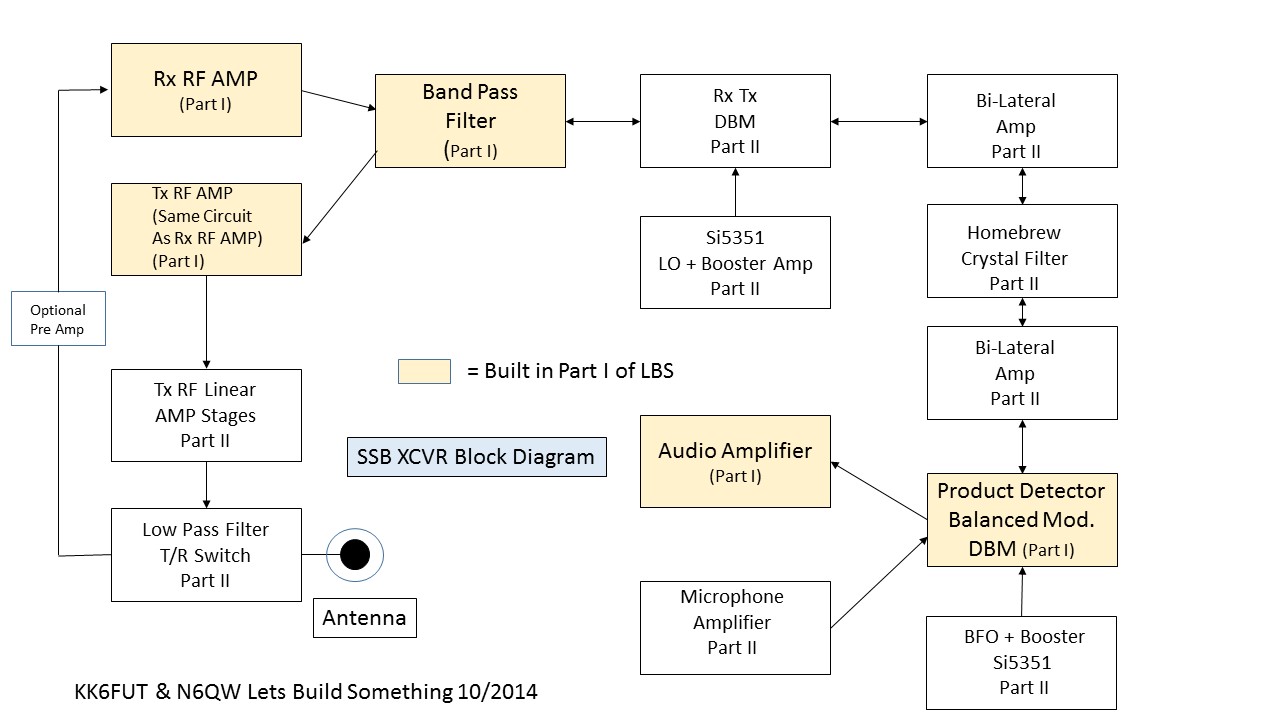 Rx RF AMP
(Part I)
Band Pass
Filter
(Part I)
Rx Tx
DBM
Part II
Bi-Lateral
Amp
Part II
Tx RF AMP
(Same Circuit
As Rx RF AMP)
(Part I)
Si5351
LO + Booster Amp
Part II
Homebrew
Crystal Filter
Part II
Optional
Pre Amp
Bi-Lateral
Amp
Part II
Tx RF Linear
AMP Stages
Part II
= Built in Part I of LBS
SSB XCVR Block Diagram
Audio Amplifier
(Part I)
Product Detector
Balanced Mod.
DBM (Part I)
Low Pass Filter
T/R Switch
Part II
Antenna
Microphone
Amplifier
Part II
BFO + Booster
Si5351
Part II
KK6FUT & N6QW Lets Build Something 10/2014